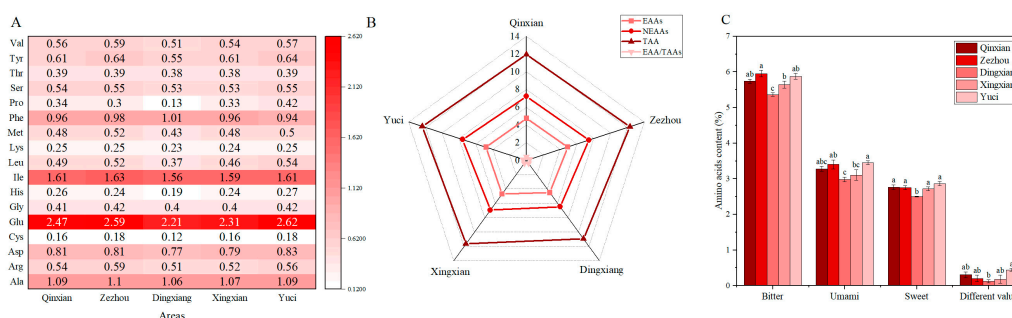 A
Val 0.56 0.59 0.51 0.54 0.57
Tyr 0.61 0.64 0.55 0.61 0.64
Thr 0.39 0.39 0.38 0.38 0.39
Ser 0.54 0.55 0.53 0.53 0.55
Pro 0.34 0.3 0.13 0.33 0.42
Phe 0.96 0.98 1.01 0.96 0.94
Met 0.48 0.52 0.43 0.48 0.5
Lys 0.25 0.25 0.23 0.24 0.25
Leu 0.49 0.52 0.37 0.46 0.54
Ile 1.61 1.63 1.56 1.59 1.61
His 0.26 0.24 0.19 0.24 0.27
Gly 0.41 0.42 0.4 0.4 0.42
Glu 2.47 2.59 2.21 2.31 2.62
Cys 0.16 0.18 0.12 0.16 0.18
Asp 0.81 0.81 0.77 0.79 0.83
Arg 0.54 0.59 0.51 0.52 0.56
Ala 1.09 1.1 1.06 1.07 1.09
Qinxian Zezhou Dingxiang Xingxian Yuci
Areas
2.620
2.120
1.620
1.120
0.6200
0.1200
B
Qinxian
14
12
10
8
6
4
2
0
Yuci
Zezhou
Xingxian
Dingxiang
EAAs
NEAAs
TAA
EAA/TAAs
C
Amino acids content (%)
7
6
5
4
3
2
1
0
ab a c b ab
abc ab c bc a
a a b a a
ab ab b ab a
Bitter Umami Sweet Different value
Qinxian
Zezhou
Dingxian
Xingxian
Yuci